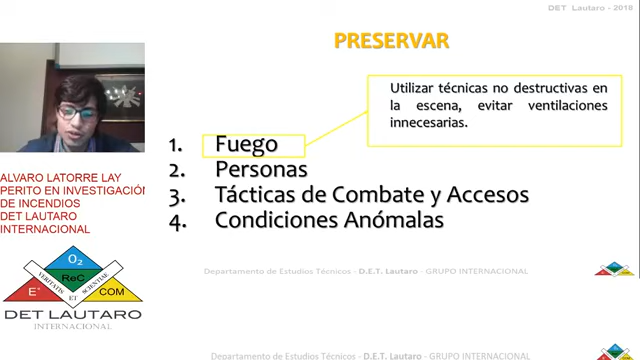 DET Lautaro - 2018
PRESERVAR
Utilizar técnicas no destructivas en
la escena, evitar ventilaciones
innecesarias.
1. Fuego
2. Personas
3. Tácticas de Combate y Accesos
4. Condiciones Anómalas
ALVARO LATORRE LAY
PERITO EN INVESTIGACIÓN
DE INCENDIOS
DET LAUTARO
INTERNACIONAL
O2
ReC
VERITATIS ET SCIENTIAE
E+
COM
DET LAUTARO
INTERNACIONAL
Departamento de Estudios Técnicos - D.E.T. Lautaro - GRUPO INTERNACIONAL
Departamento de Estudios Técnicos - D.E.T. Lautaro - GRUPO INTERNACIONAL